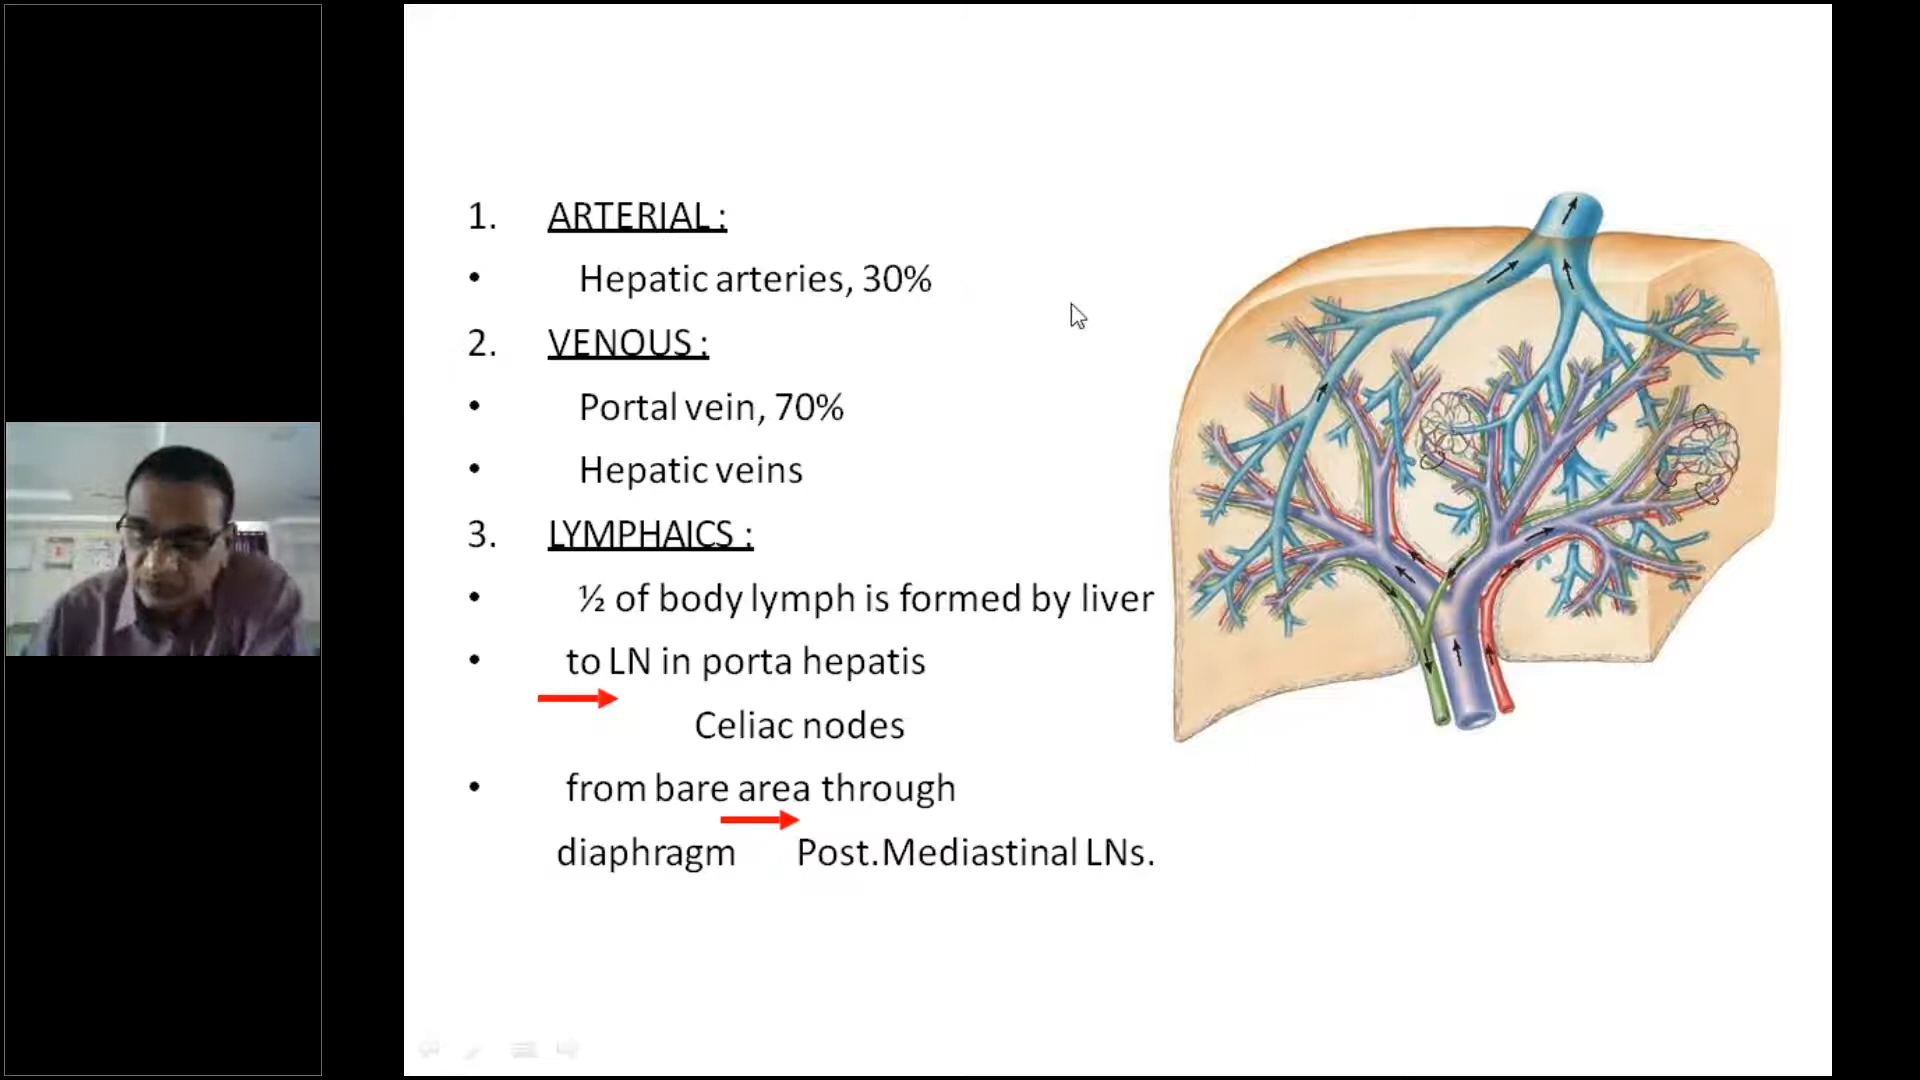 1. ARTERIAL :
• Hepatic arteries, 30%
2. VENOUS :
• Portal vein, 70%
• Hepatic veins
3. LYMPHAICS :
• ½ of body lymph is formed by liver
• to LN in porta hepatis
Celiac nodes
• from bare area through
diaphragm Post.Mediastinal LNs.